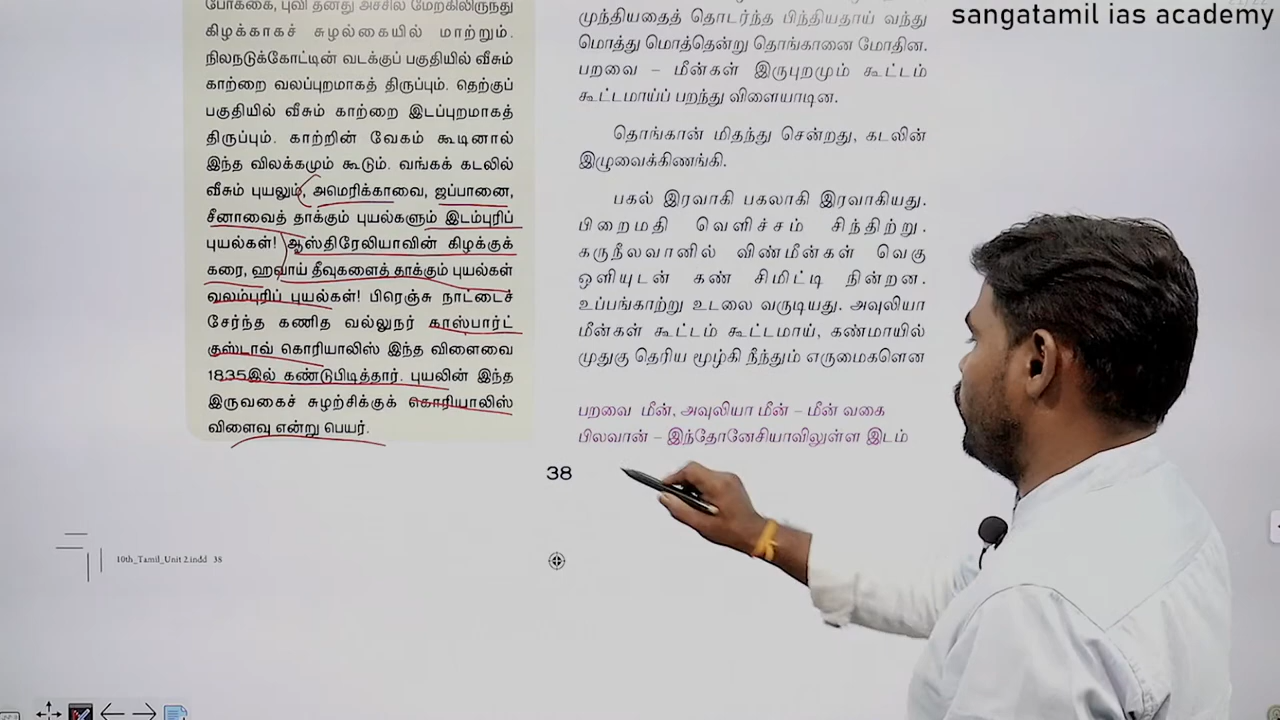 sangatamil ias academy
போக்கை, புவி தனது அச்சில் மேற்கிலிருந்து
கிழக்காகச் சுழல்கையில் மாற்றும்.
நிலநடுக்கோட்டின் வடக்குப் பகுதியில் வீசும்
காற்றை வலப்புறமாகத் திருப்பும். தெற்குப்
பகுதியில் வீசும் காற்றை இடப்புறமாகத்
திருப்பும். காற்றின் வேகம் கூடினால்
இந்த விலக்கமும் கூடும். வங்கக் கடலில்
வீசும் புயலும், அமெரிக்காவை, ஜப்பானை,
சீனாவைத் தாக்கும் புயல்களும் இடம்புரிப்
புயல்கள்! ஆஸ்திரேலியாவின் கிழக்குக்
கரை, ஹவாய் தீவுகளைத் தாக்கும் புயல்கள்
வலம்புரிப் புயல்கள்! பிரெஞ்சு நாட்டைச்
சேர்ந்த கணித வல்லுநர் காஸ்பார்ட்
குஸ்டாவ் கொரியாலிஸ் இந்த விளைவை
1835இல் கண்டுபிடித்தார். புயலின் இந்த
இருவகைச் சுழற்சிக்குக் கொரியாலிஸ்
விளைவு என்று பெயர்.
முந்தியதைத் தொடர்ந்த பிந்தியதாய் வந்து
மொத்து மொத்தென்று தொங்கானை மோதின.
பறவை – மீன்கள் இருபுறமும் கூட்டம்
கூட்டமாய்ப் பறந்து விளையாடின.
தொங்கான் மிதந்து சென்றது, கடலின்
இழுவைக்கிணங்கி.
பகல் இரவாகி பகலாகி இரவாகியது.
பிறைமதி வெளிச்சம் சிந்திற்று.
கருநீலவானில் விண்மீன்கள் வெகு
ஒளியுடன் கண் சிமிட்டி நின்றன.
உப்பங்காற்று உடலை வருடியது. அவுலியா
மீன்கள் கூட்டம் கூட்டமாய், கண்மாயில்
முதுகு தெரிய மூழ்கி நீந்தும் எருமைகளென
பறவை மீன், அவுலியா மீன் – மீன் வகை
பிலவான் – இந்தோனேசியாவிலுள்ள இடம்
38
10th_Tamil_Unit 2.indd 38